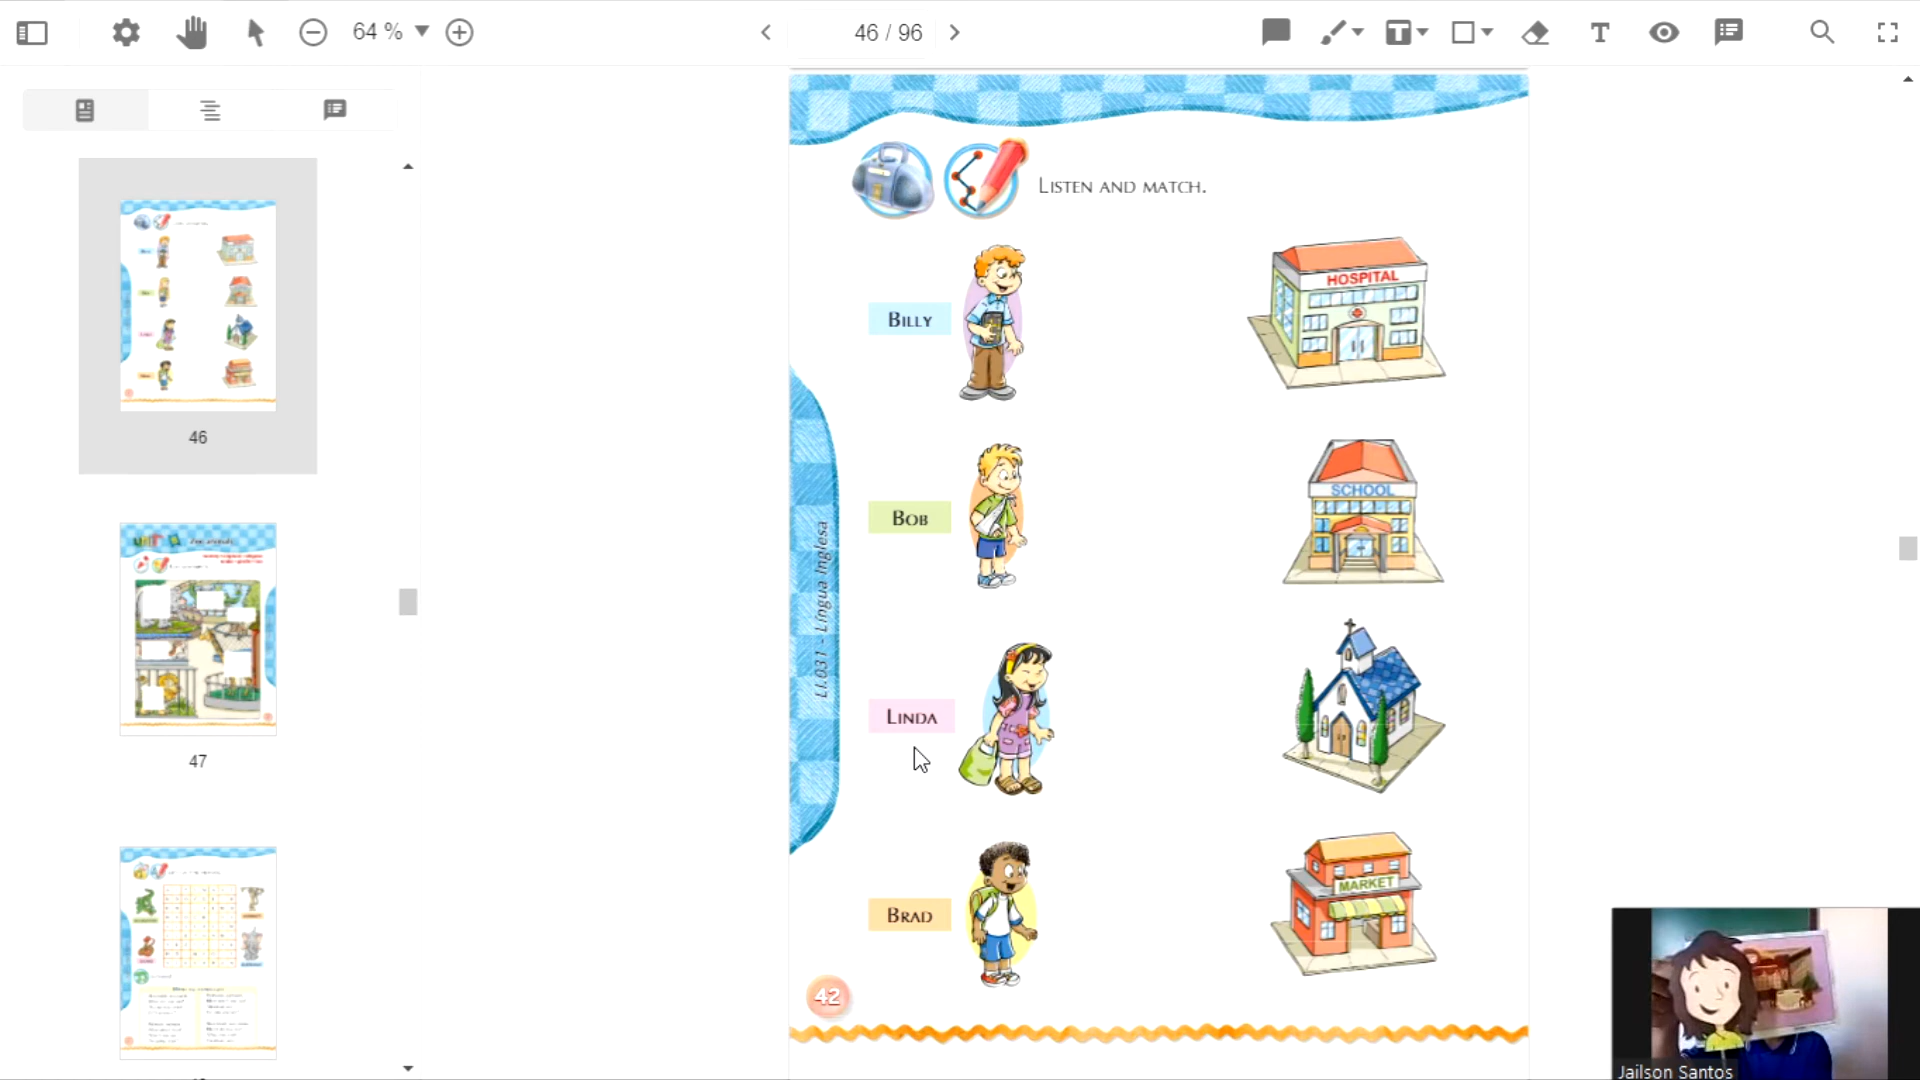 64 %
46 / 96
LISTEN AND MATCH.
HOSPITAL
BILLY
SCHOOL
BOB
LI.031 - Língua Inglesa
LINDA
MARKET
BRAD
42
46
47
Jailson Santos